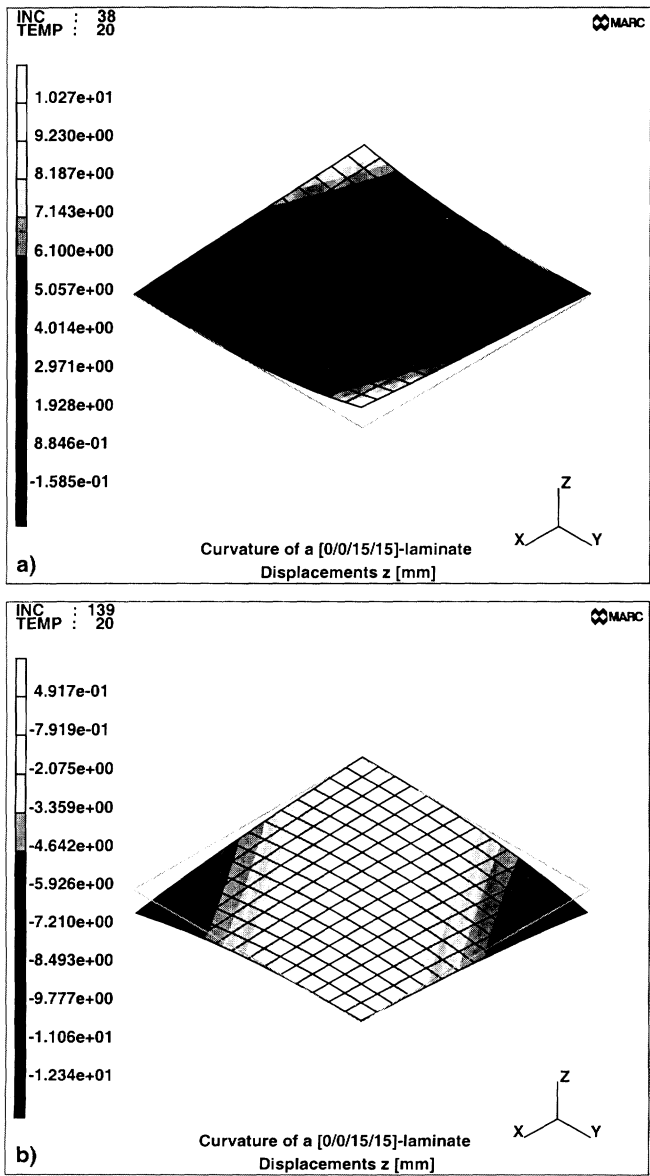 INC : 38
TEMP : 20
MARC
1.027e+01
9.230e+00
8.187e+00
7.143e+00
6.100e+00
5.057e+00
4.014e+00
2.971e+00
1.928e+00
8.846e-01
-1.585e-01
Z
X
Y
Curvature of a [0/0/15/15]-laminate
Displacements z [mm]
a)
INC : 139
TEMP : 20
MARC
4.917e-01
-7.919e-01
-2.075e+00
-3.359e+00
-4.642e+00
-5.926e+00
-7.210e+00
-8.493e+00
-9.777e+00
-1.106e+01
-1.234e+01
Z
X
Y
Curvature of a [0/0/15/15]-laminate
Displacements z [mm]
b)